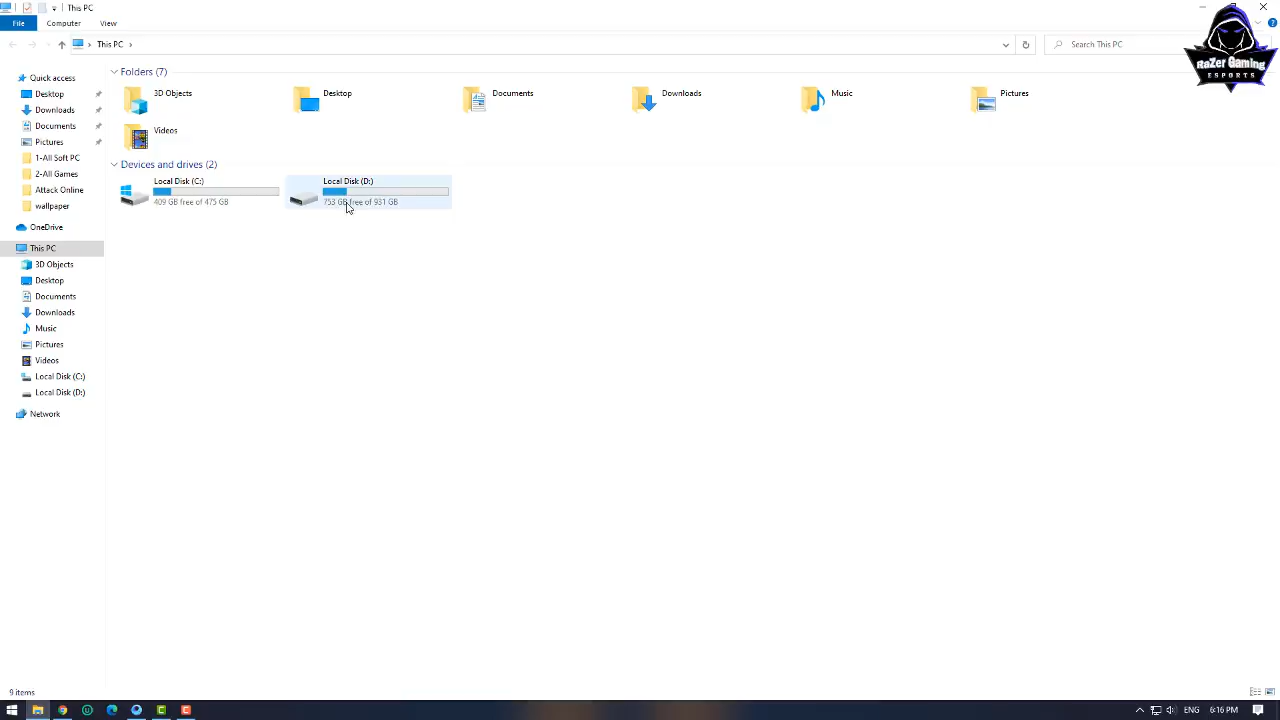 This PC
File Computer View
This PC
Search This PC
RaZer Gaming
ESPORTS
Quick access
Desktop
Downloads
Documents
Pictures
1-All Soft PC
2-All Games
Attack Online
wallpaper
OneDrive
This PC
3D Objects
Desktop
Documents
Downloads
Music
Pictures
Videos
Local Disk (C:)
Local Disk (D:)
Network
Folders (7)
3D Objects
Desktop
Documents
Downloads
Music
Pictures
Videos
Devices and drives (2)
Local Disk (C:)
409 GB free of 475 GB
Local Disk (D:)
753 GB free of 931 GB
9 items
ENG 6:16 PM